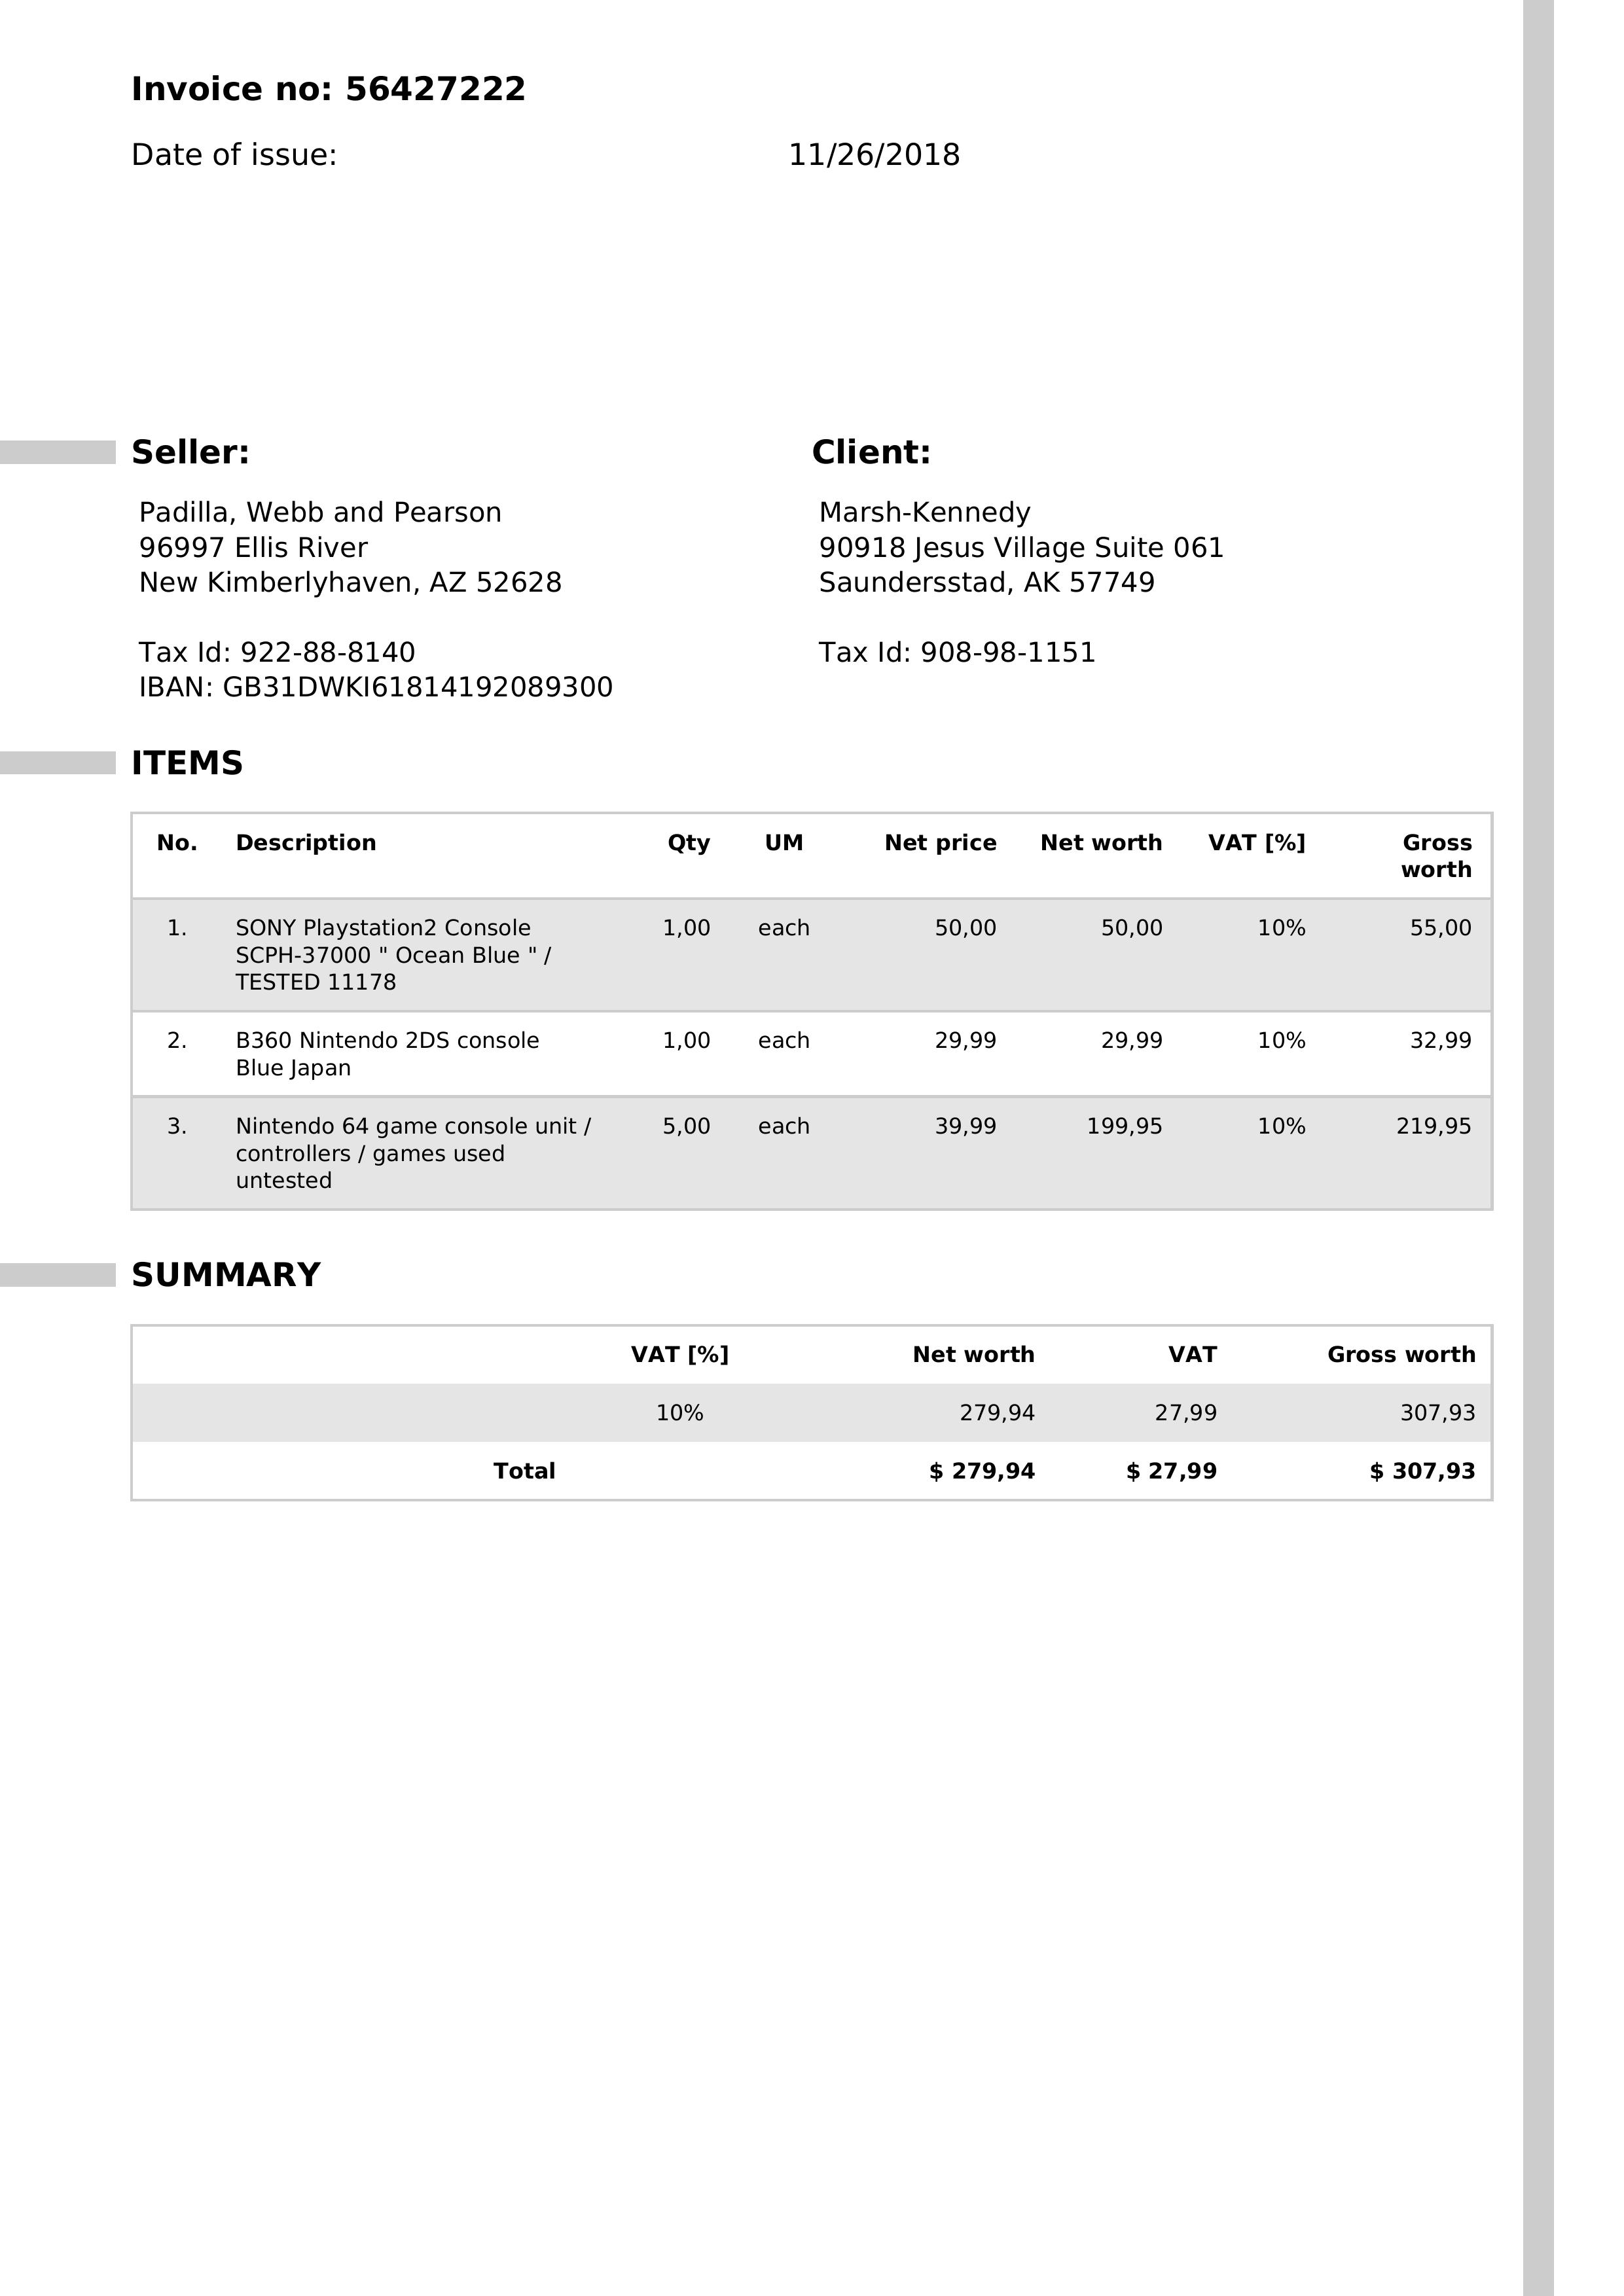 Invoice no: 56427222
Date of issue: 11/26/2018
Seller:
Padilla, Webb and Pearson
96997 Ellis River
New Kimberlyhaven, AZ 52628
Tax Id: 922-88-8140
IBAN: GB31DWKI61814192089300
Client:
Marsh-Kennedy
90918 Jesus Village Suite 061
Saundersstad, AK 57749
Tax Id: 908-98-1151
ITEMS
No. Description Qty UM Net price Net worth VAT [%] Gross
worth
1. SONY Playstation2 Console 1,00 each 50,00 50,00 10% 55,00
SCPH-37000 " Ocean Blue " /
TESTED 11178
2. B360 Nintendo 2DS console 1,00 each 29,99 29,99 10% 32,99
Blue Japan
3. Nintendo 64 game console unit / 5,00 each 39,99 199,95 10% 219,95
controllers / games used
untested
SUMMARY
VAT [%] Net worth VAT Gross worth
10% 279,94 27,99 307,93
Total $ 279,94 $ 27,99 $ 307,93